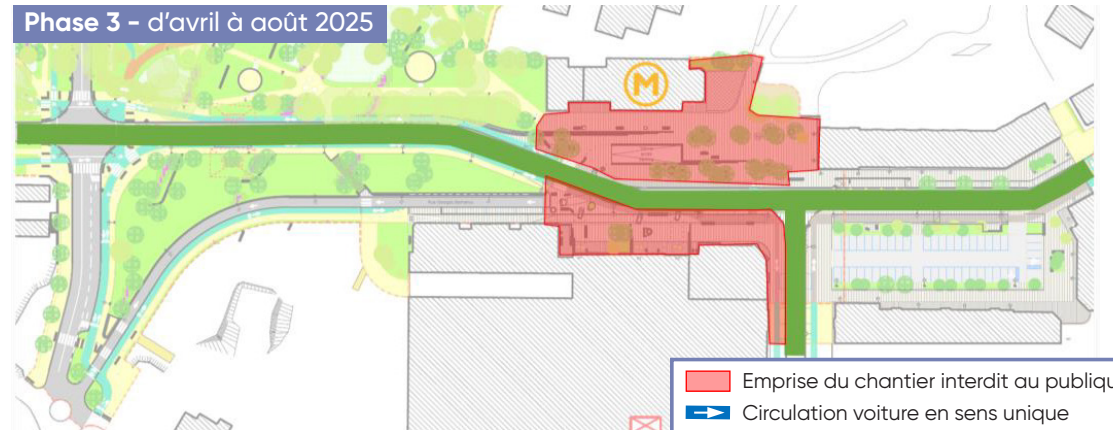 Phase 3 - d'avril à août 2025
M
Emprise du chantier interdit au publiqu
Circulation voiture en sens unique